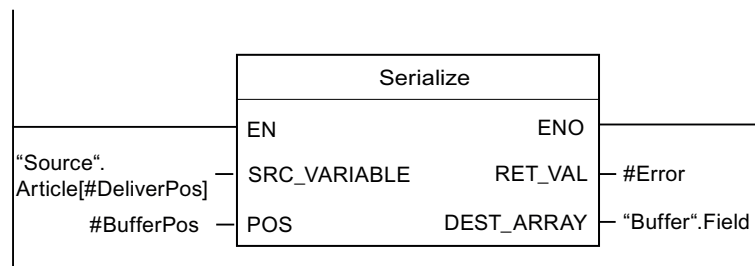 Serialize
EN ENO
"Source“.
Article[#DeliverPos] SRC_VARIABLE RET_VAL #Error
#BufferPos POS DEST_ARRAY "Buffer“.Field